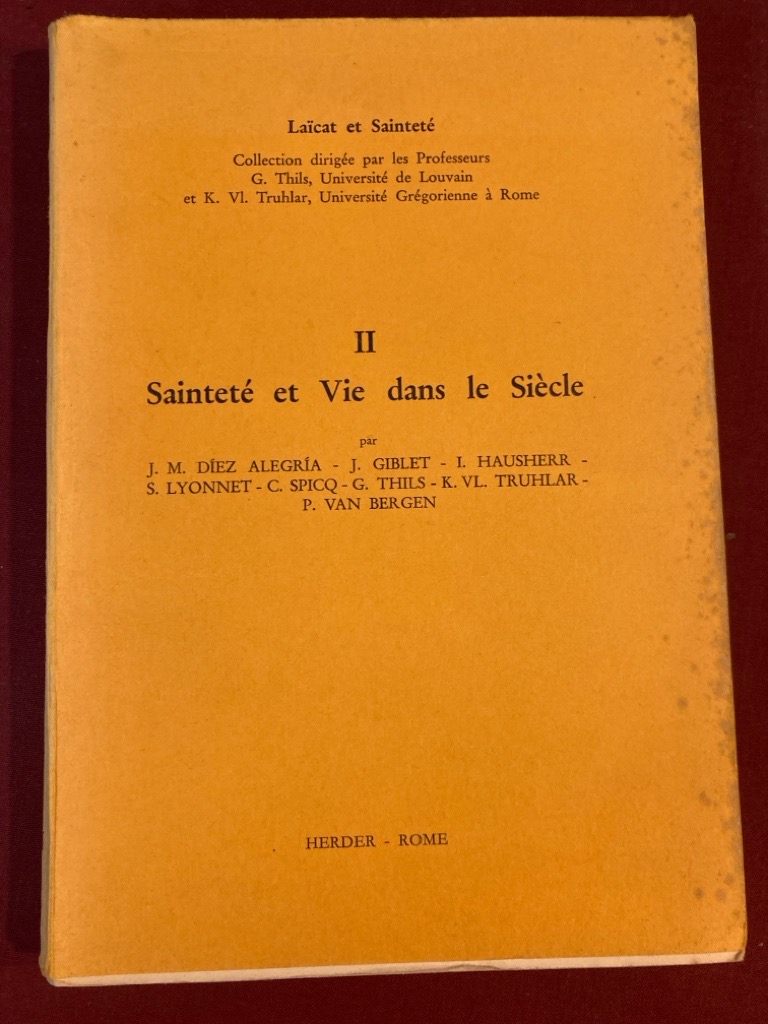 Laïcat et Sainteté
Collection dirigée par les Professeurs
G. Thils, Université de Louvain
et K. Vl. Truhlar, Université Grégorienne à Rome
II
Sainteté et Vie dans le Siècle
par
J. M. DÍEZ ALEGRÍA - J. GIBLET - I. HAUSHERR -
S. LYONNET - C. SPICQ - G. THILS - K. VL. TRUHLAR -
P. VAN BERGEN
HERDER - ROME